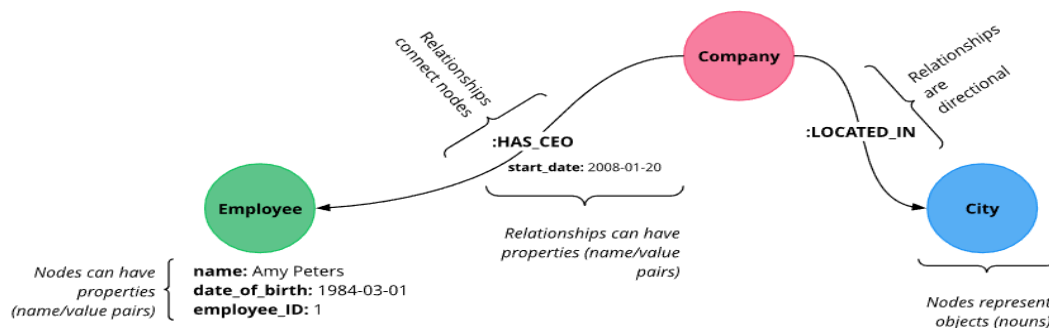 Company
Relationships
connect nodes
Relationships
are
directional
:HAS_CEO
start_date: 2008-01-20
:LOCATED_IN
Employee
City
Relationships can have
properties (name/value
pairs)
Nodes can have
properties
(name/value pairs)
name: Amy Peters
date_of_birth: 1984-03-01
employee_ID: 1
Nodes represent
objects (nouns)